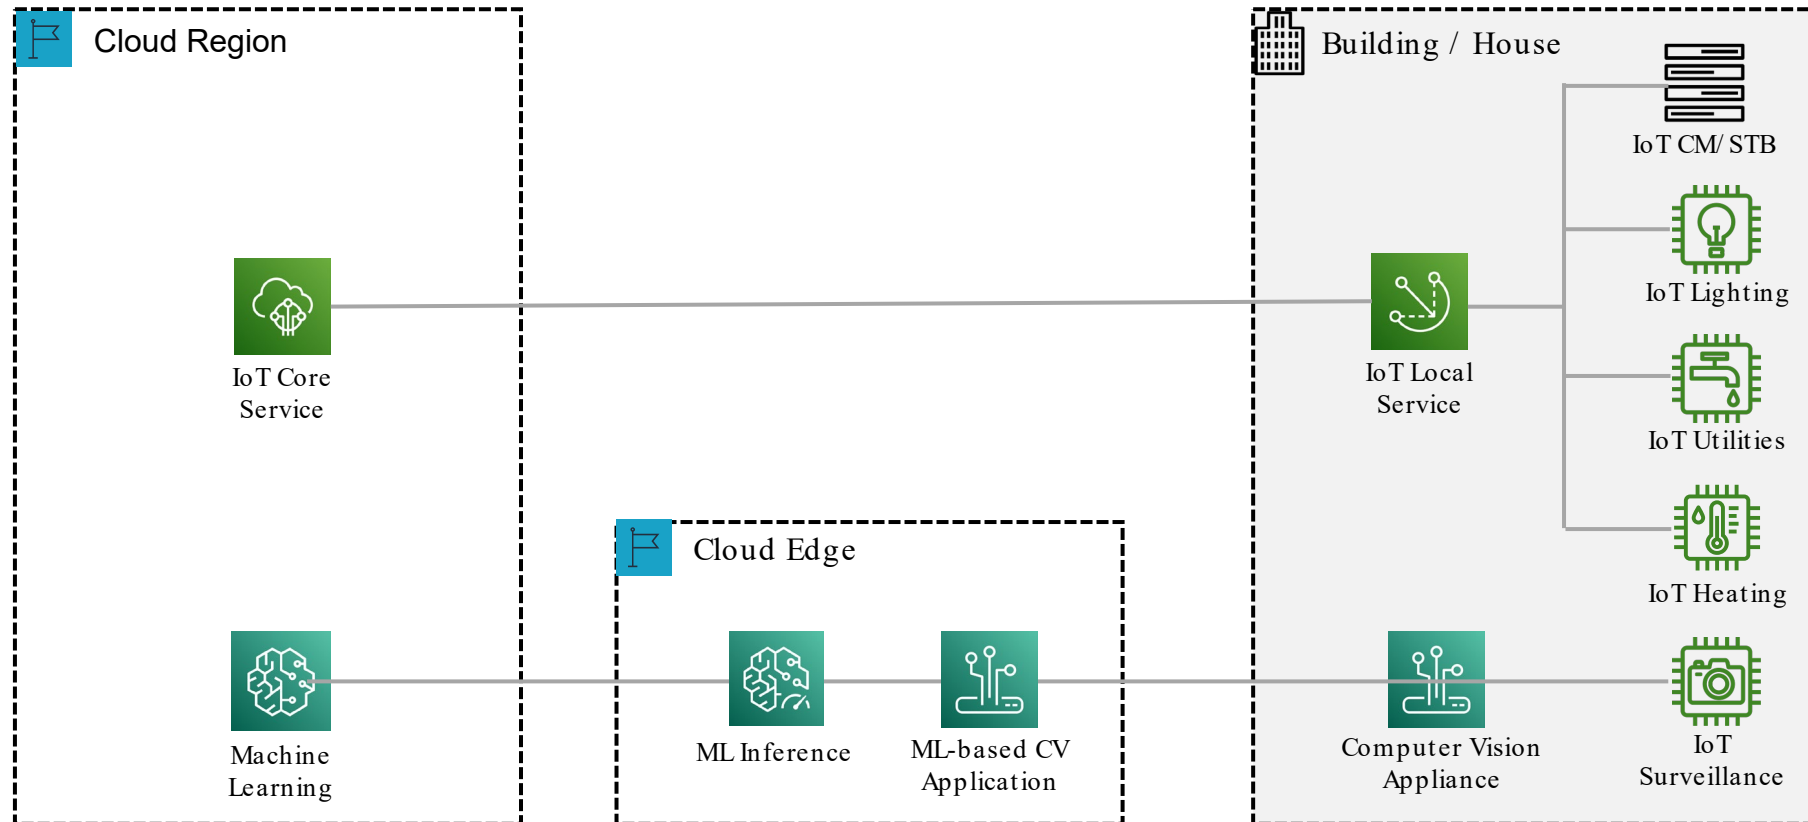 Cloud Region
Building / House
IoT CM/ STB
IoT Lighting
IoT Core
Service
IoT Local
Service
IoT Utilities
IoT Heating
Cloud Edge
Machine
Learning
ML Inference
ML-based CV
Application
Computer Vision
Appliance
IoT
Surveillance